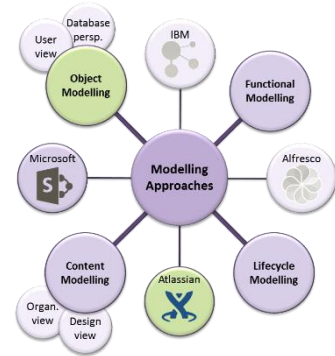 Database
persp.
User
view
IBM
Object
Modelling
Functional
Modelling
Microsoft
S
Modelling
Approaches
Alfresco
Content
Modelling
Atlassian
Lifecycle
Modelling
Organ.
view
Design
view